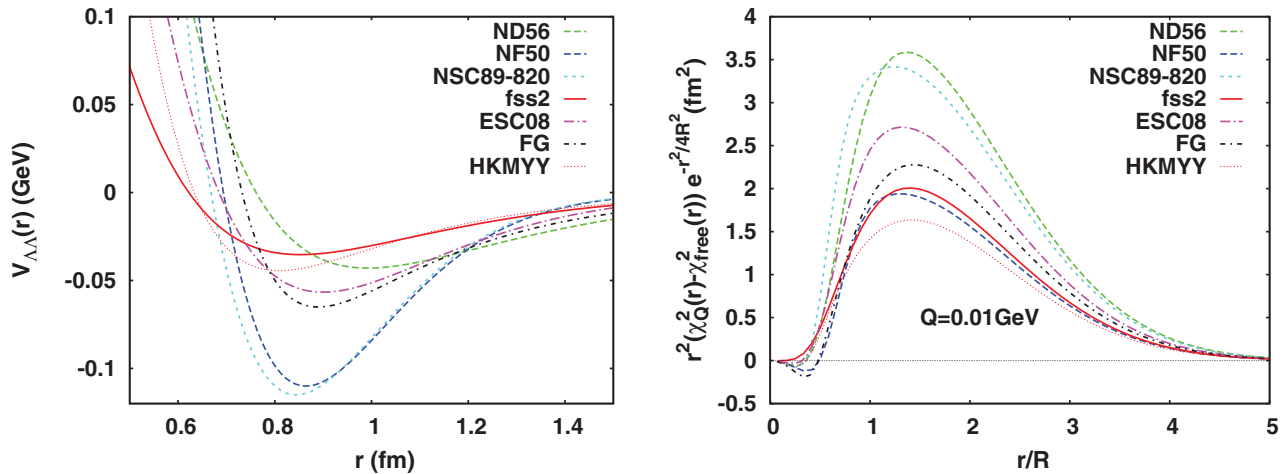 0.1
0.05
0
-0.05
-0.1
0.6 0.8 1 1.2 1.4
V_ΛΛ(r) (GeV)
r (fm)
ND56
NF50
NSC89-820
fss2
ESC08
FG
HKMYY
4
3.5
3
2.5
2
1.5
1
0.5
0
-0.5
0 1 2 3 4 5
r²(χ²_Q(r)-χ²_free(r)) e^{-r²/4R²}(fm²)
r/R
ND56
NF50
NSC89-820
fss2
ESC08
FG
HKMYY
Q=0.01GeV